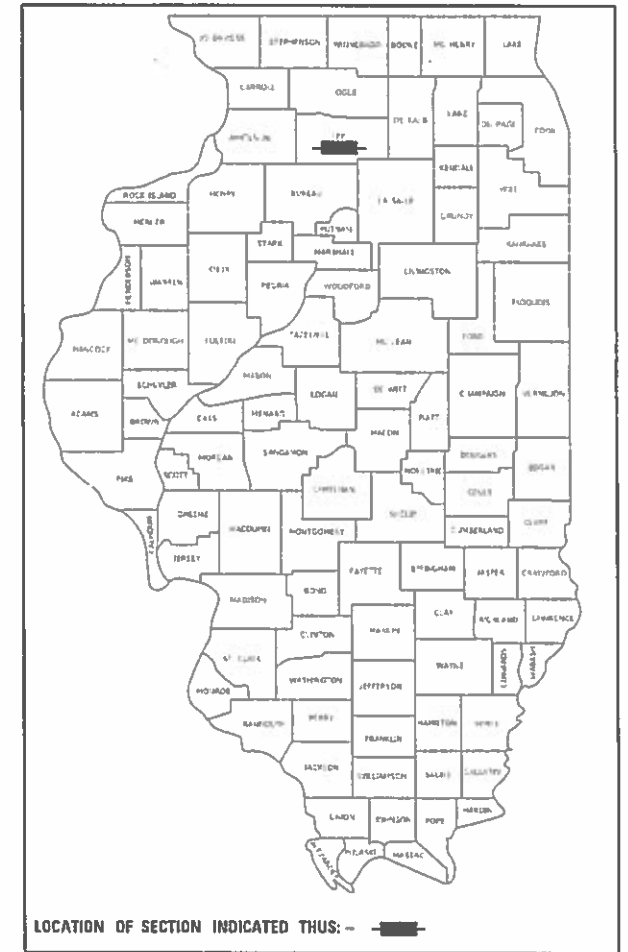 STEPHENSON
WINNEBAGO
BOONE
MC HENRY
LAKE
CARROLL
OGLE
DE KALB
KANE
DU PAGE
COOK
LEE
KENDALL
WILL
ROCK ISLAND
HENRY
BUREAU
LA SALLE
GRUNDY
MERCER
PUTNAM
KANKAKEE
STARK
MARSHALL
HENDERSON
WARREN
KNOX
PEORIA
WOODFORD
LIVINGSTON
IROQUOIS
HANCOCK
MC DONOUGH
FULTON
TAZEWELL
MC LEAN
FORD
MASON
SCHUYLER
LOGAN
DE WITT
CHAMPAIGN
VERMILION
ADAMS
BROWN
CASS
MENARD
MACON
PIATT
MORGAN
SANGAMON
DOUGLAS
EDGAR
PIKE
SCOTT
CHRISTIAN
MOULTRIE
COLES
GREENE
MACOUPIN
MONTGOMERY
SHELBY
CUMBERLAND
CLARK
CALHOUN
JERSEY
FAYETTE
EFFINGHAM
JASPER
CRAWFORD
MADISON
BOND
CLAY
RICHLAND
LAWRENCE
CLINTON
MARION
ST CLAIR
WAYNE
EDWARDS
WABASH
WASHINGTON
JEFFERSON
MONROE
RANDOLPH
PERRY
HAMILTON
WHITE
FRANKLIN
JACKSON
WILLIAMSON
SALINE
GALLATIN
UNION
JOHNSON
POPE
HARDIN
PULASKI
MASSAC
LOCATION OF SECTION INDICATED THUS: -